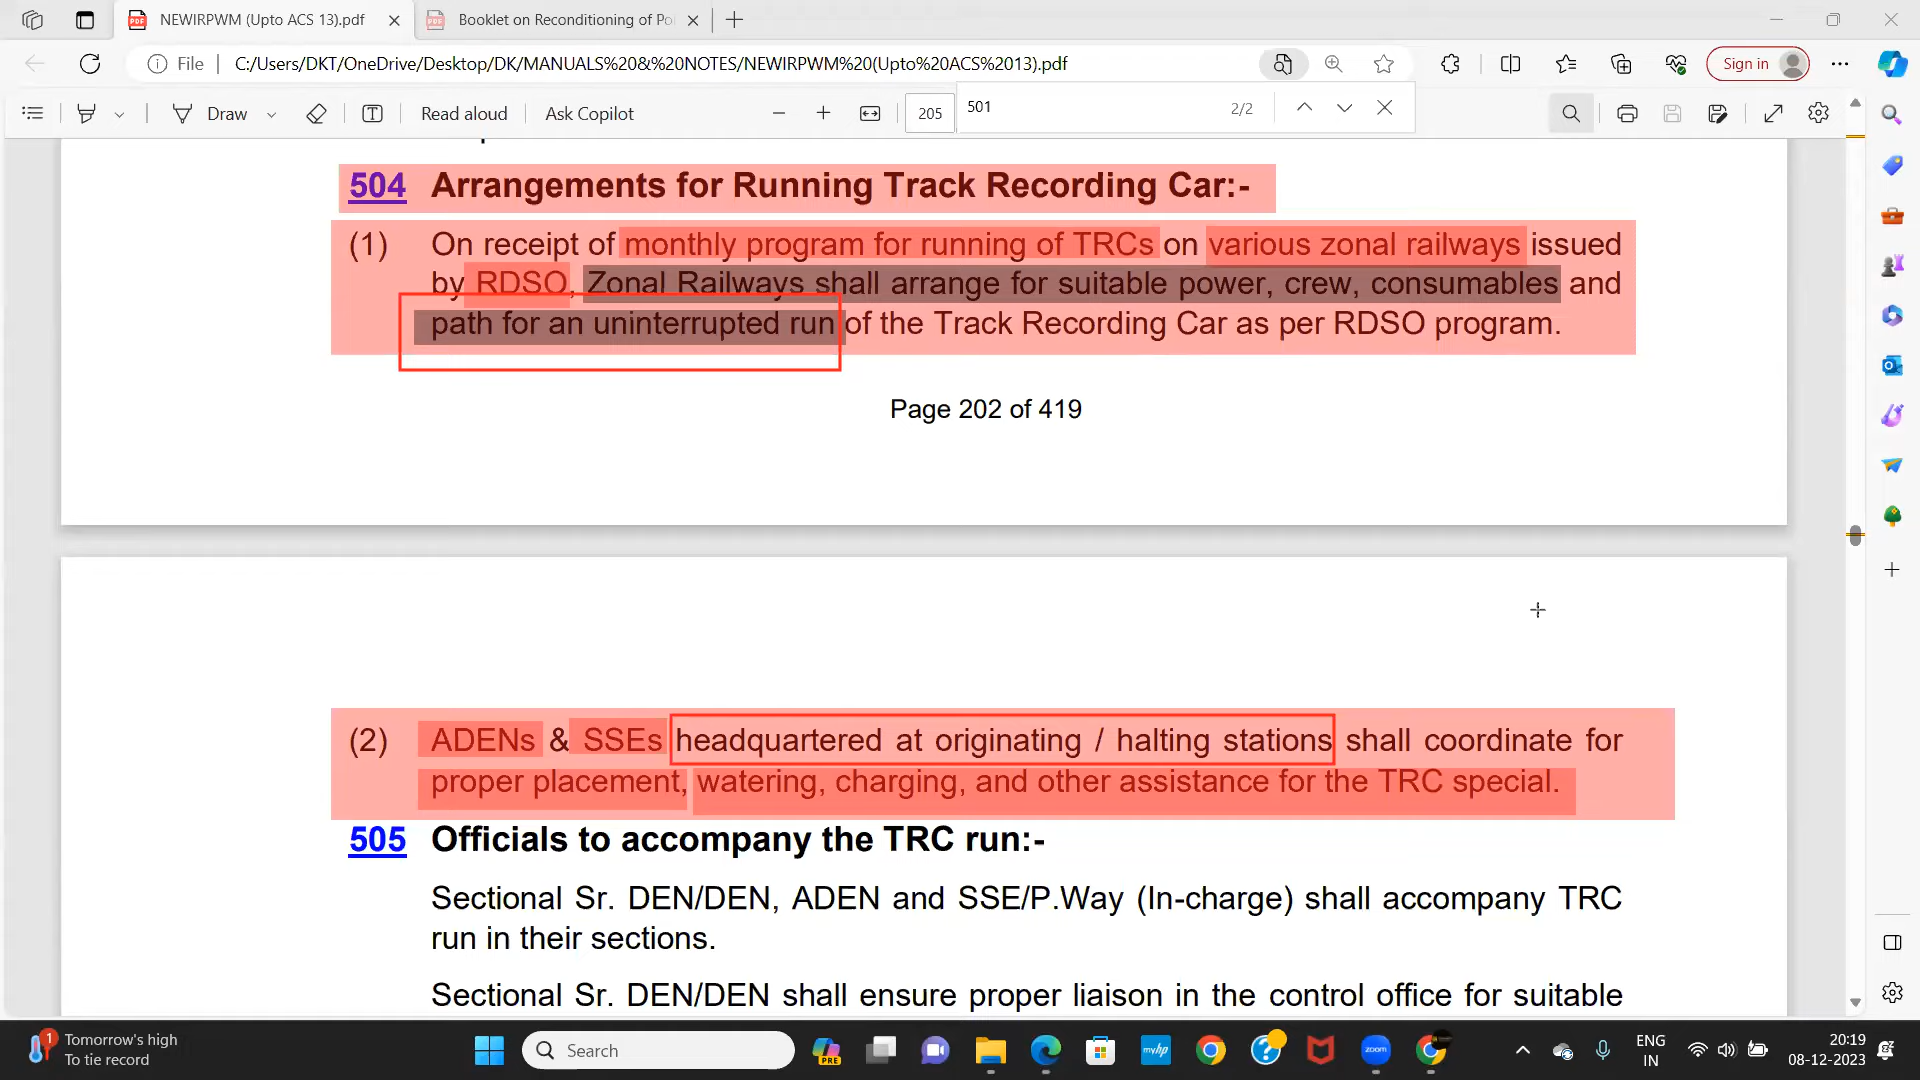 NEWIRPWM (Upto ACS 13).pdf
Booklet on Reconditioning of Po
File
C:/Users/DKT/OneDrive/Desktop/DK/MANUALS%20&%20NOTES/NEWIRPWM%20(Upto%20ACS%2013).pdf
Sign in
Draw
Read aloud
Ask Copilot
205
501
2/2
504 Arrangements for Running Track Recording Car:-
(1) On receipt of monthly program for running of TRCs on various zonal railways issued
by RDSO, Zonal Railways shall arrange for suitable power, crew, consumables and
path for an uninterrupted run of the Track Recording Car as per RDSO program.
Page 202 of 419
(2) ADENs & SSEs headquartered at originating / halting stations shall coordinate for
proper placement, watering, charging, and other assistance for the TRC special.
505 Officials to accompany the TRC run:-
Sectional Sr. DEN/DEN, ADEN and SSE/P.Way (In-charge) shall accompany TRC
run in their sections.
Sectional Sr. DEN/DEN shall ensure proper liaison in the control office for suitable
1
Tomorrow's high
To tie record
Search
PRE
myhp
zoom
ENG
IN
20:19
08-12-2023